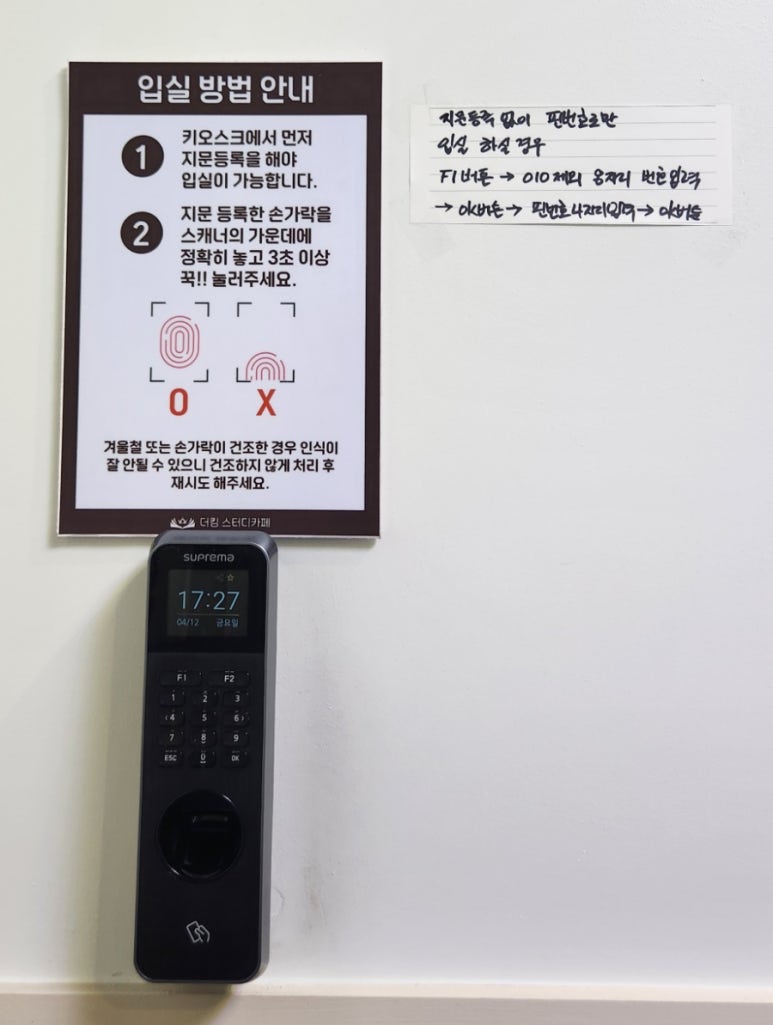 입실 방법 안내
1 키오스크에서 먼저
지문등록을 해야
입실이 가능합니다.
2 지문 등록한 손가락을
스캐너의 가운데에
정확히 놓고 3초 이상
꾹!! 눌러주세요.
O X
겨울철 또는 손가락이 건조한 경우 인식이
잘 안될 수 있으니 건조하지 않게 처리 후
재시도 해주세요.
더킹 스터디카페
지문등록 없이 핀번호로만
입실 하실 경우
F1버튼 → 010제외 8자리 번호입력
→ ok버튼 → 핀번호4자리입력 → ok버튼
suprema
17:27
04/12 금요일
F1 F2
1 2 3
4 5 6
7 8 9
ESC 0 OK